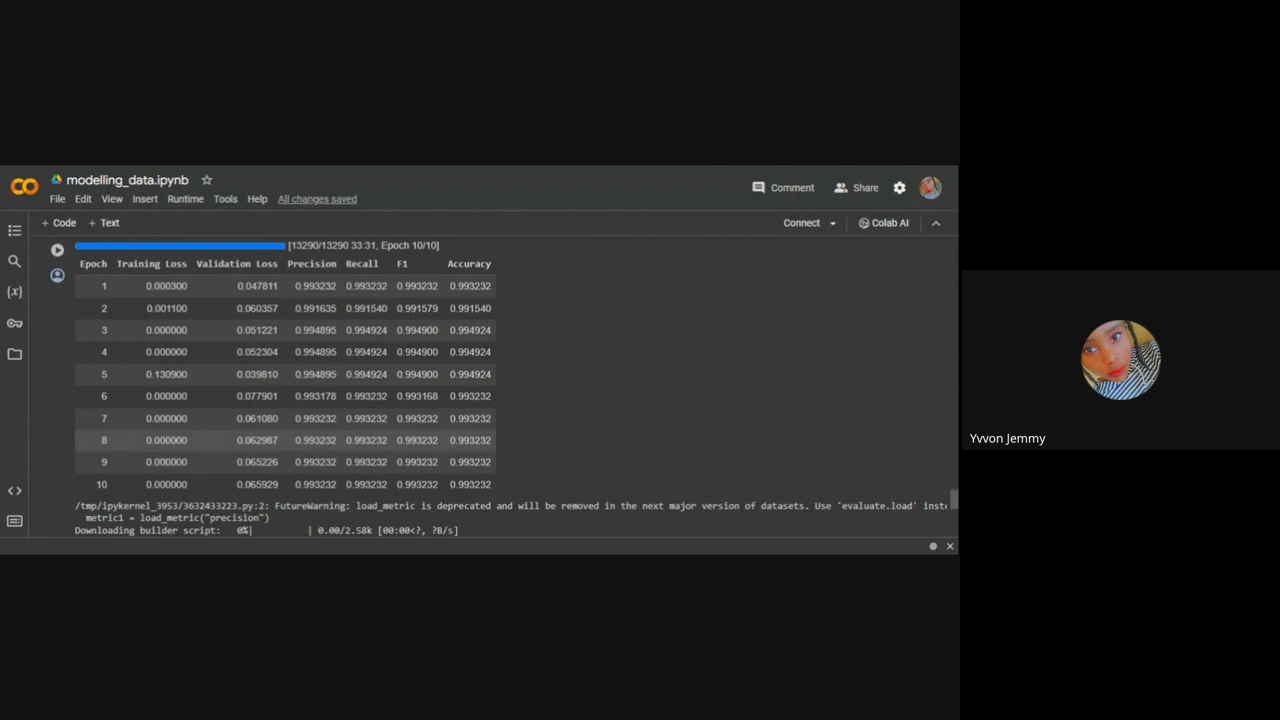 modelling_data.ipynb
File Edit View Insert Runtime Tools Help All changes saved
Comment Share
+ Code + Text
Connect Colab AI
[13290/13290 33:31, Epoch 10/10]
Epoch Training Loss Validation Loss Precision Recall F1 Accuracy
1 0.000300 0.047811 0.993232 0.993232 0.993232 0.993232
2 0.001100 0.060357 0.991635 0.991540 0.991579 0.991540
3 0.000000 0.051221 0.994895 0.994924 0.994900 0.994924
4 0.000000 0.052304 0.994895 0.994924 0.994900 0.994924
5 0.130900 0.039810 0.994895 0.994924 0.994900 0.994924
6 0.000000 0.077901 0.993178 0.993232 0.993168 0.993232
7 0.000000 0.061080 0.993232 0.993232 0.993232 0.993232
8 0.000000 0.062987 0.993232 0.993232 0.993232 0.993232
9 0.000000 0.065226 0.993232 0.993232 0.993232 0.993232
10 0.000000 0.065929 0.993232 0.993232 0.993232 0.993232
/tmp/ipykernel_3953/3632433223.py:2: FutureWarning: load_metric is deprecated and will be removed in the next major version of datasets. Use 'evaluate.load' inst
metric1 = load_metric("precision")
Downloading builder script: 0%| | 0.00/2.58k [00:00<?, ?B/s]
Yvvon Jemmy